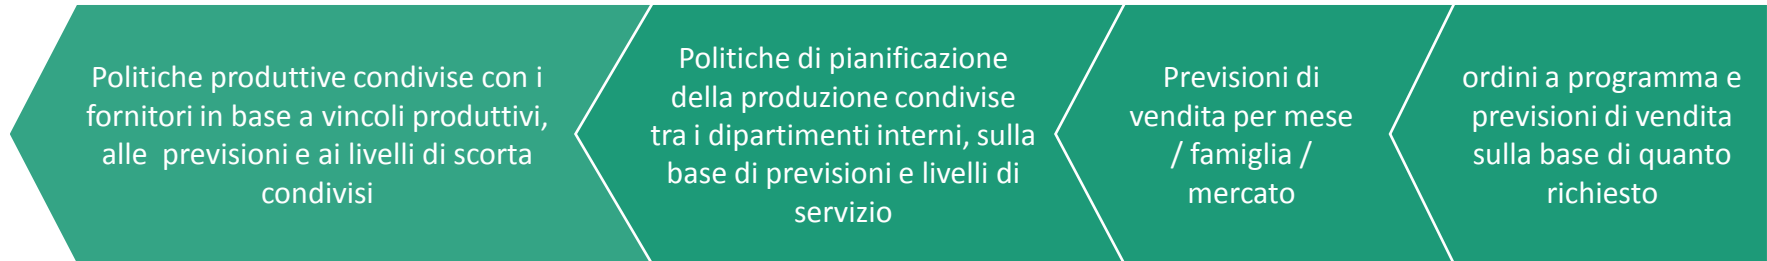 Politiche produttive condivise con i
fornitori in base a vincoli produttivi,
alle  previsioni e ai livelli di scorta
condivisi
Politiche di pianificazione
della produzione condivise
tra i dipartimenti interni, sulla
base di previsioni e livelli di
servizio
Previsioni di
vendita per mese
/ famiglia /
mercato
ordini a programma e
previsioni di vendita
sulla base di quanto
richiesto